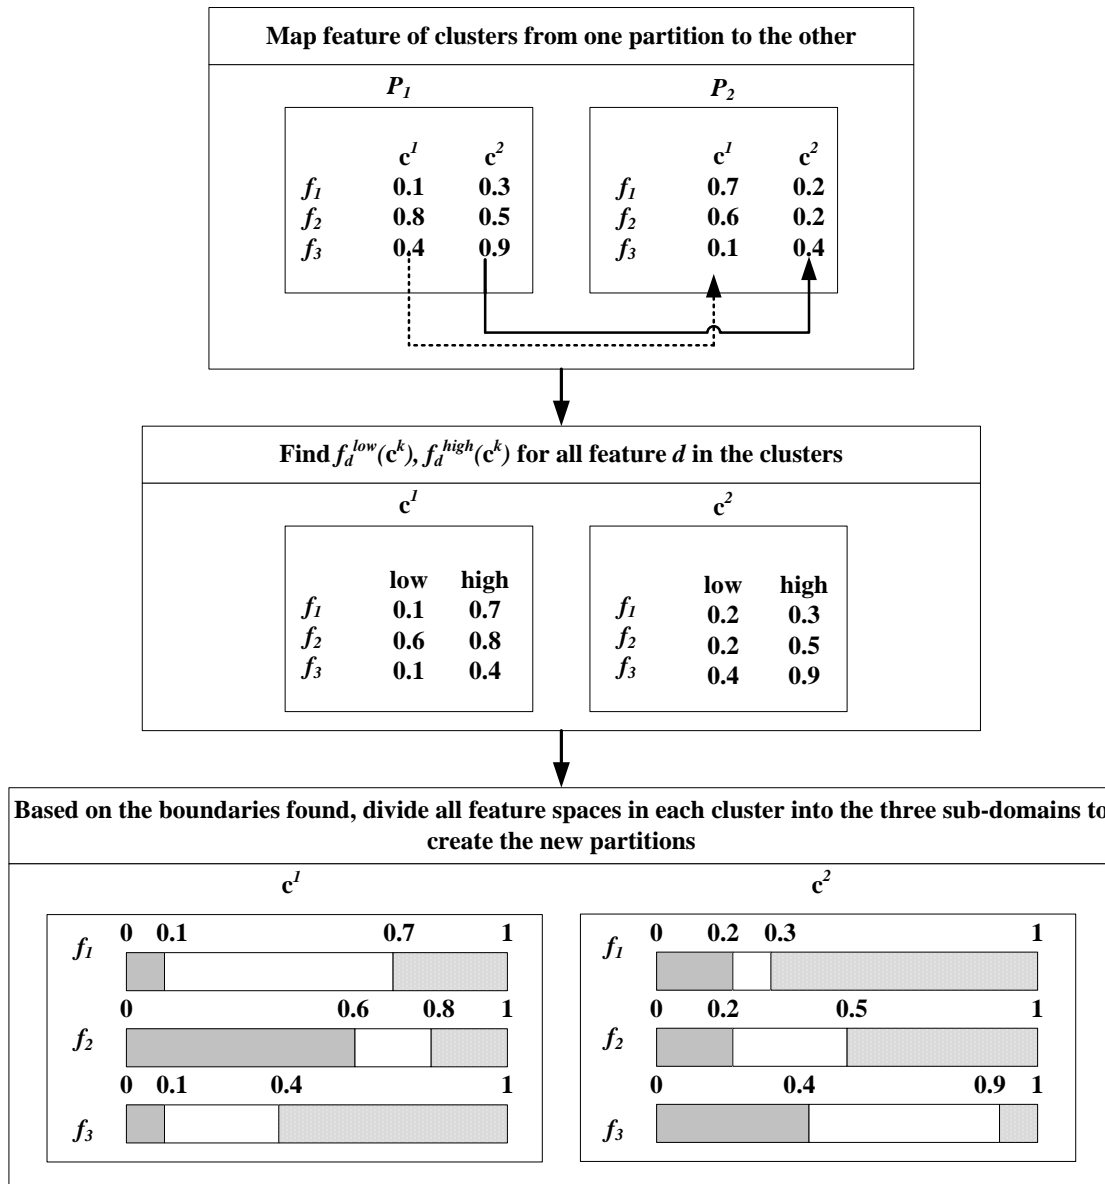 Map feature of clusters from one partition to the other
P₁ P₂
c¹ c² c¹ c²
f₁ 0.1 0.3 f₁ 0.7 0.2
f₂ 0.8 0.5 f₂ 0.6 0.2
f₃ 0.4 0.9 f₃ 0.1 0.4
Find f_d^low(c^k), f_d^high(c^k) for all feature d in the clusters
c¹ c²
low high low high
f₁ 0.1 0.7 f₁ 0.2 0.3
f₂ 0.6 0.8 f₂ 0.2 0.5
f₃ 0.1 0.4 f₃ 0.4 0.9
Based on the boundaries found, divide all feature spaces in each cluster into the three sub-domains to
create the new partitions
c¹ c²
0 0.1 0.7 1 0 0.2 0.3 1
f₁ f₁
0 0.6 0.8 1 0 0.2 0.5 1
f₂ f₂
0 0.1 0.4 1 0 0.4 0.9 1
f₃ f₃